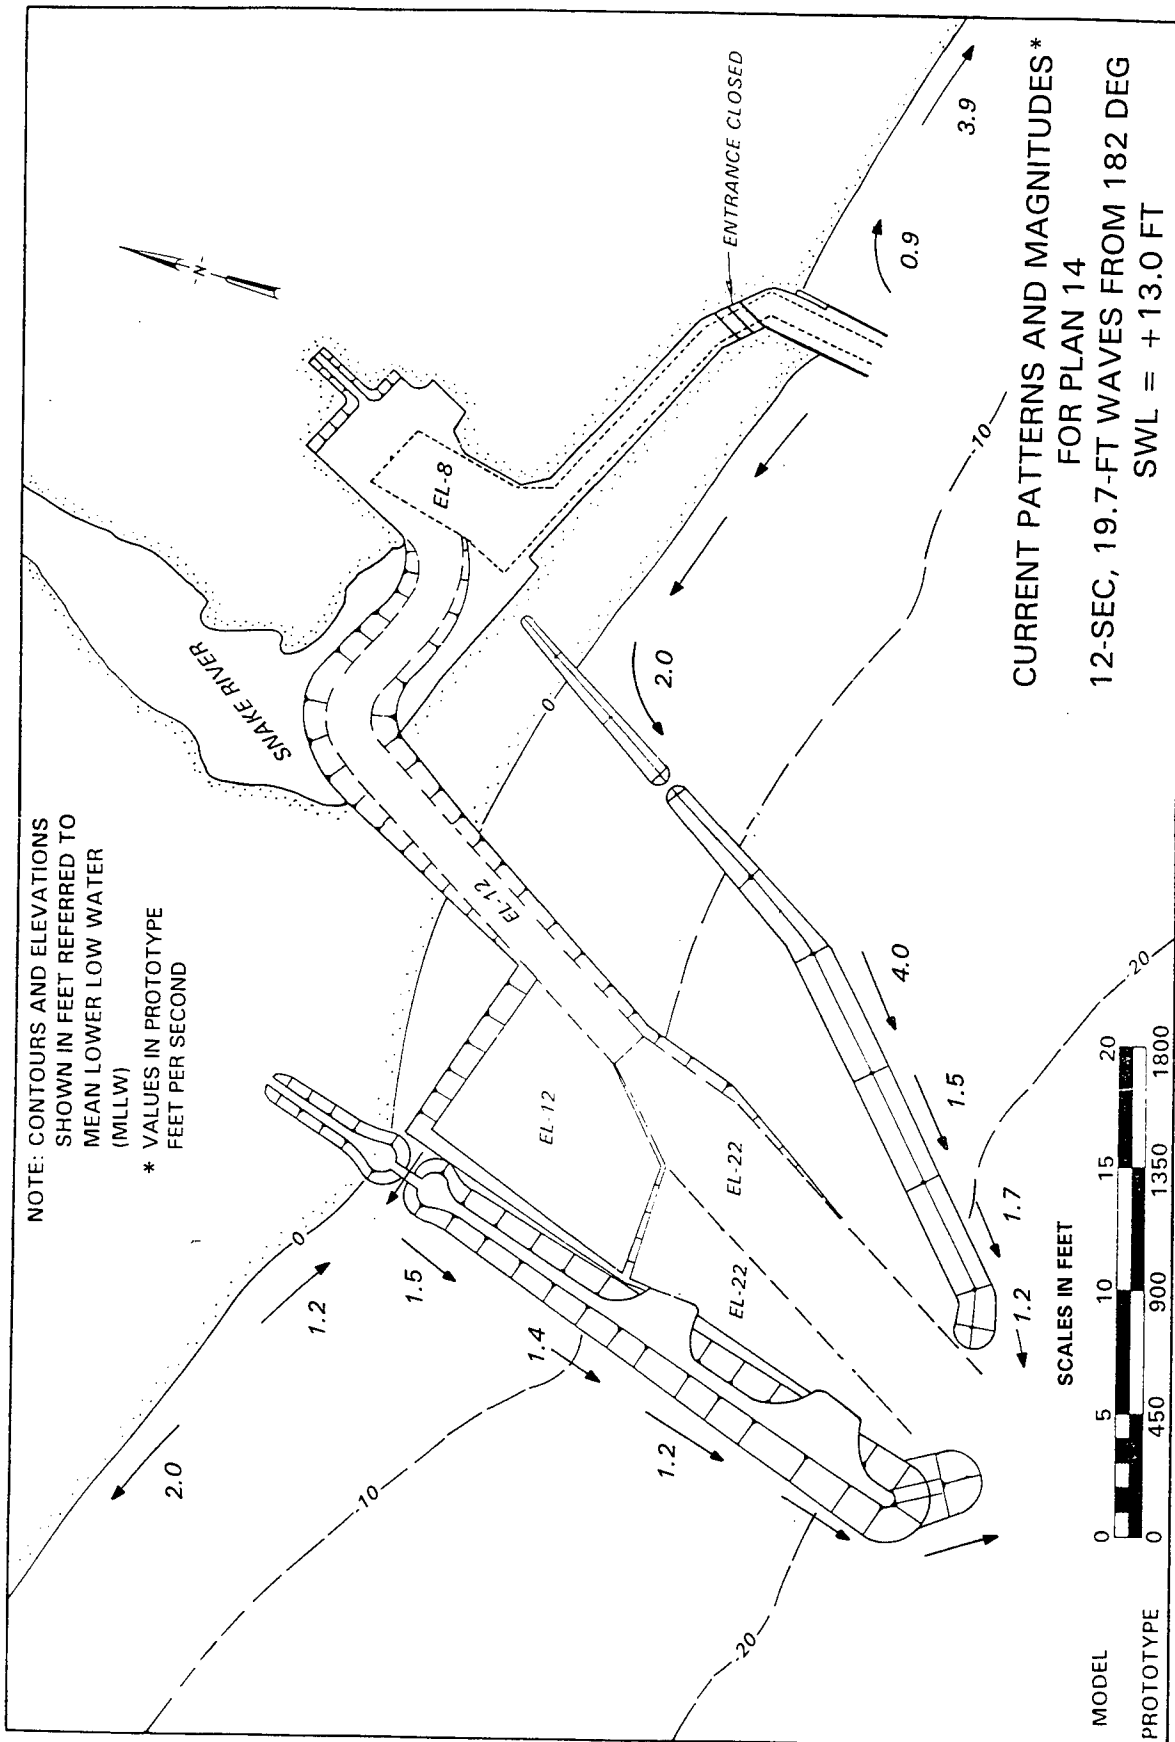 NOTE: CONTOURS AND ELEVATIONS
SHOWN IN FEET REFERRED TO
MEAN LOWER LOW WATER
(MLLW)
* VALUES IN PROTOTYPE
FEET PER SECOND
-N-
SNAKE RIVER
ENTRANCE CLOSED
EL-8
EL-12
EL-12
EL-22
EL-22
0
0
-10
-10
-20
-20
2.0
1.2
1.5
1.4
1.2
1.2
1.7
1.5
4.0
2.0
0.9
3.9
SCALES IN FEET
MODEL 0 5 10 15 20
PROTOTYPE 0 450 900 1350 1800
CURRENT PATTERNS AND MAGNITUDES*
FOR PLAN 14
12-SEC, 19.7-FT WAVES FROM 182 DEG
SWL = +13.0 FT